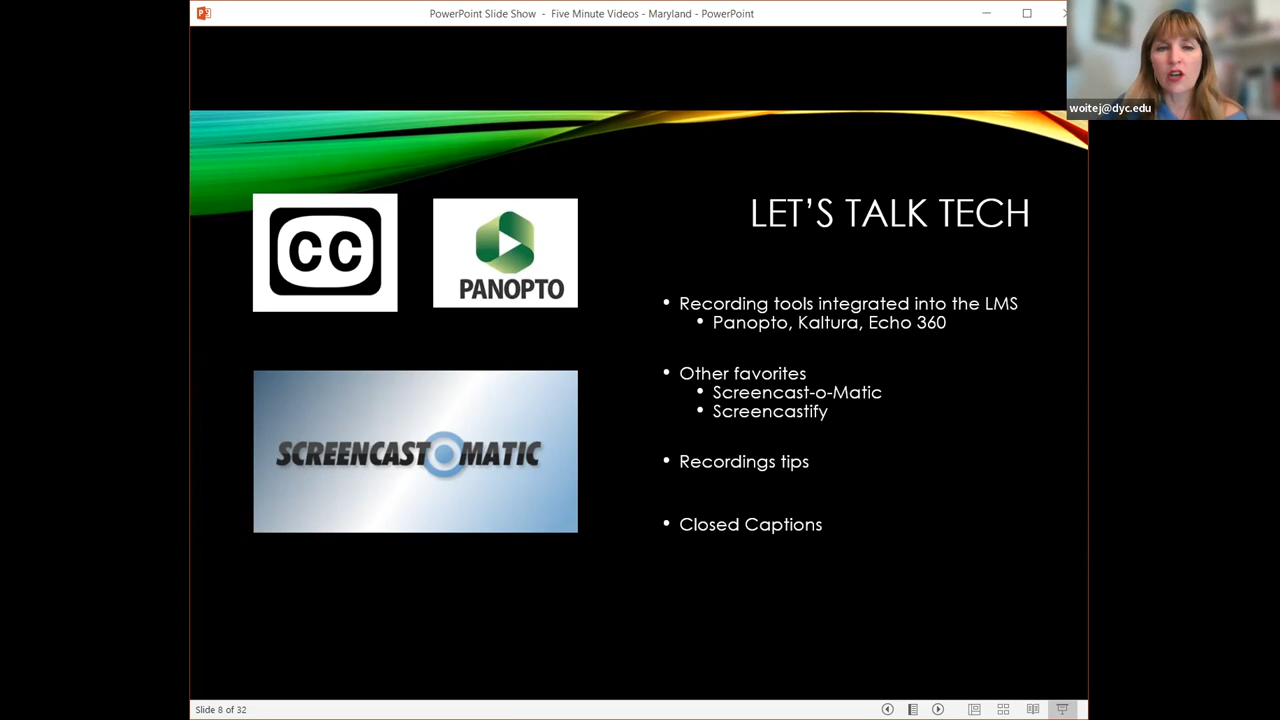 PowerPoint Slide Show - Five Minute Videos - Maryland - PowerPoint
woitej@dyc.edu
CC
PANOPTO
SCREENCAST O MATIC
LET'S TALK TECH
• Recording tools integrated into the LMS
• Panopto, Kaltura, Echo 360
• Other favorites
• Screencast-o-Matic
• Screencastify
• Recordings tips
• Closed Captions
Slide 8 of 32